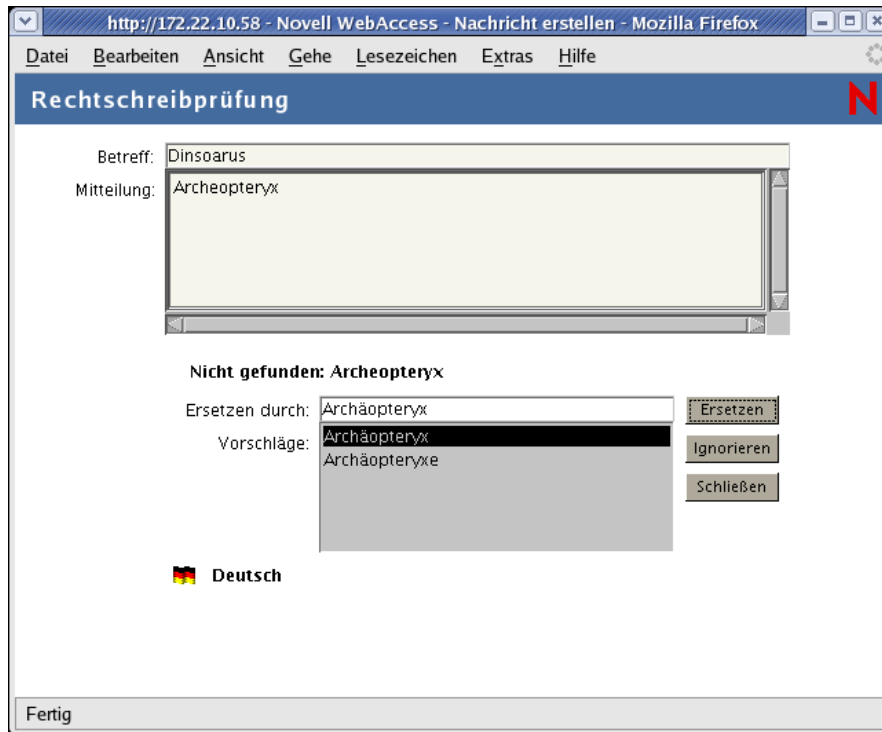 http://172.22.10.58 - Novell WebAccess - Nachricht erstellen - Mozilla Firefox
Datei Bearbeiten Ansicht Gehe Lesezeichen Extras Hilfe
Rechtschreibprüfung N
Betreff: Dinsoarus
Mitteilung: Archeopteryx
Nicht gefunden: Archeopteryx
Ersetzen durch: Archäopteryx Ersetzen
Vorschläge: Archäopteryx
Ignorieren
Archäopteryxe
Schließen
Deutsch
Fertig